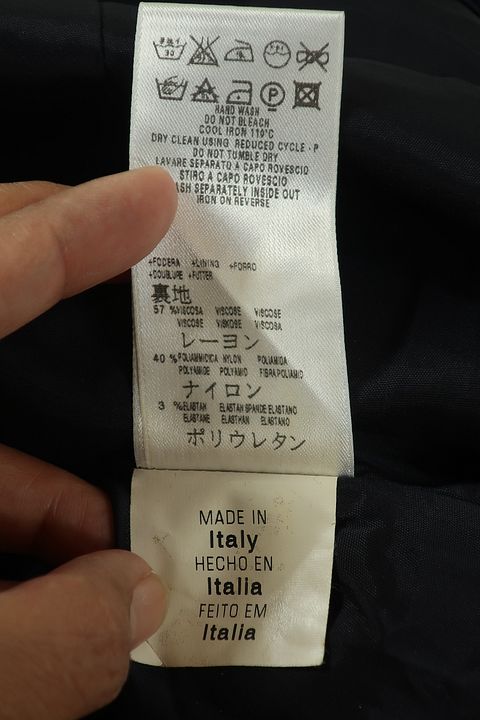 HAND WASH
DO NOT BLEACH
COOL IRON 110°C
DRY CLEAN USING REDUCED CYCLE - P
DO NOT TUMBLE DRY
LAVARE SEPARATO A CAPO ROVESCIO
STIRO A CAPO ROVESCIO
SEPARATELY INSIDE OUT
IRON ON REVERSE
+FODERA +LINING +FORRO
+DOUBLURE +FUTTER
裏地
57 %VISCOSA VISCOSE VISCOSE
VISCOSE VISKOSE VISCOSA
レーヨン
40 %POLIAMMIDICA NYLON POLIAMIDA
POLYAMIDE POLYAMID FIBRA POLIAMID
ナイロン
3 %ELASTAN ELASTAN SPANDE ELASTANO
ELASTANE ELASTHAN ELASTANO
ポリウレタン
MADE IN
Italy
HECHO EN
Italia
FEITO EM
Italia